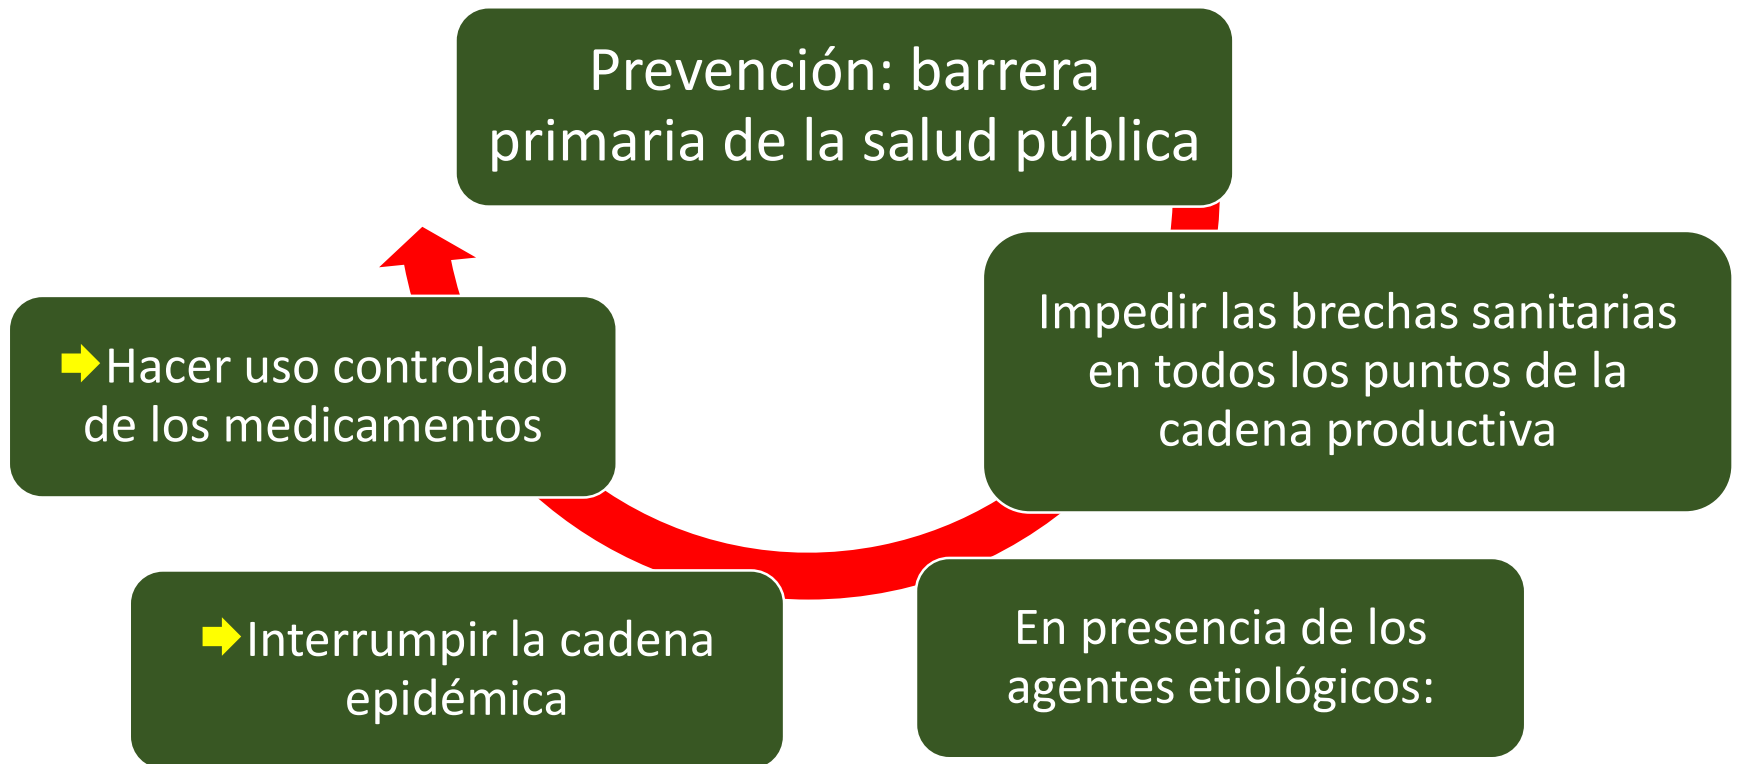 Prevención: barrera
primaria de la salud pública
Impedir las brechas sanitarias
en todos los puntos de la
cadena productiva
En presencia de los
agentes etiológicos:
Interrumpir la cadena
epidémica
Hacer uso controlado
de los medicamentos